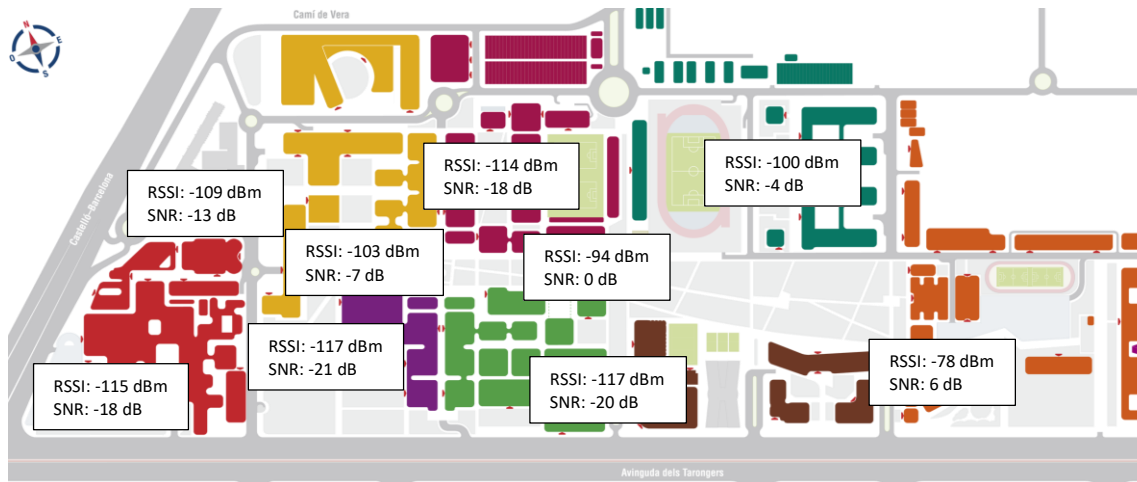 Camí de Vera
N
E
O
S
RSSI: -114 dBm
SNR: -18 dB
RSSI: -100 dBm
SNR: -4 dB
RSSI: -109 dBm
SNR: -13 dB
Castelló-Barcelona
RSSI: -103 dBm
SNR: -7 dB
RSSI: -94 dBm
SNR: 0 dB
RSSI: -117 dBm
SNR: -21 dB
RSSI: -78 dBm
SNR: 6 dB
RSSI: -115 dBm
SNR: -18 dB
RSSI: -117 dBm
SNR: -20 dB
Avinguda dels Tarongers